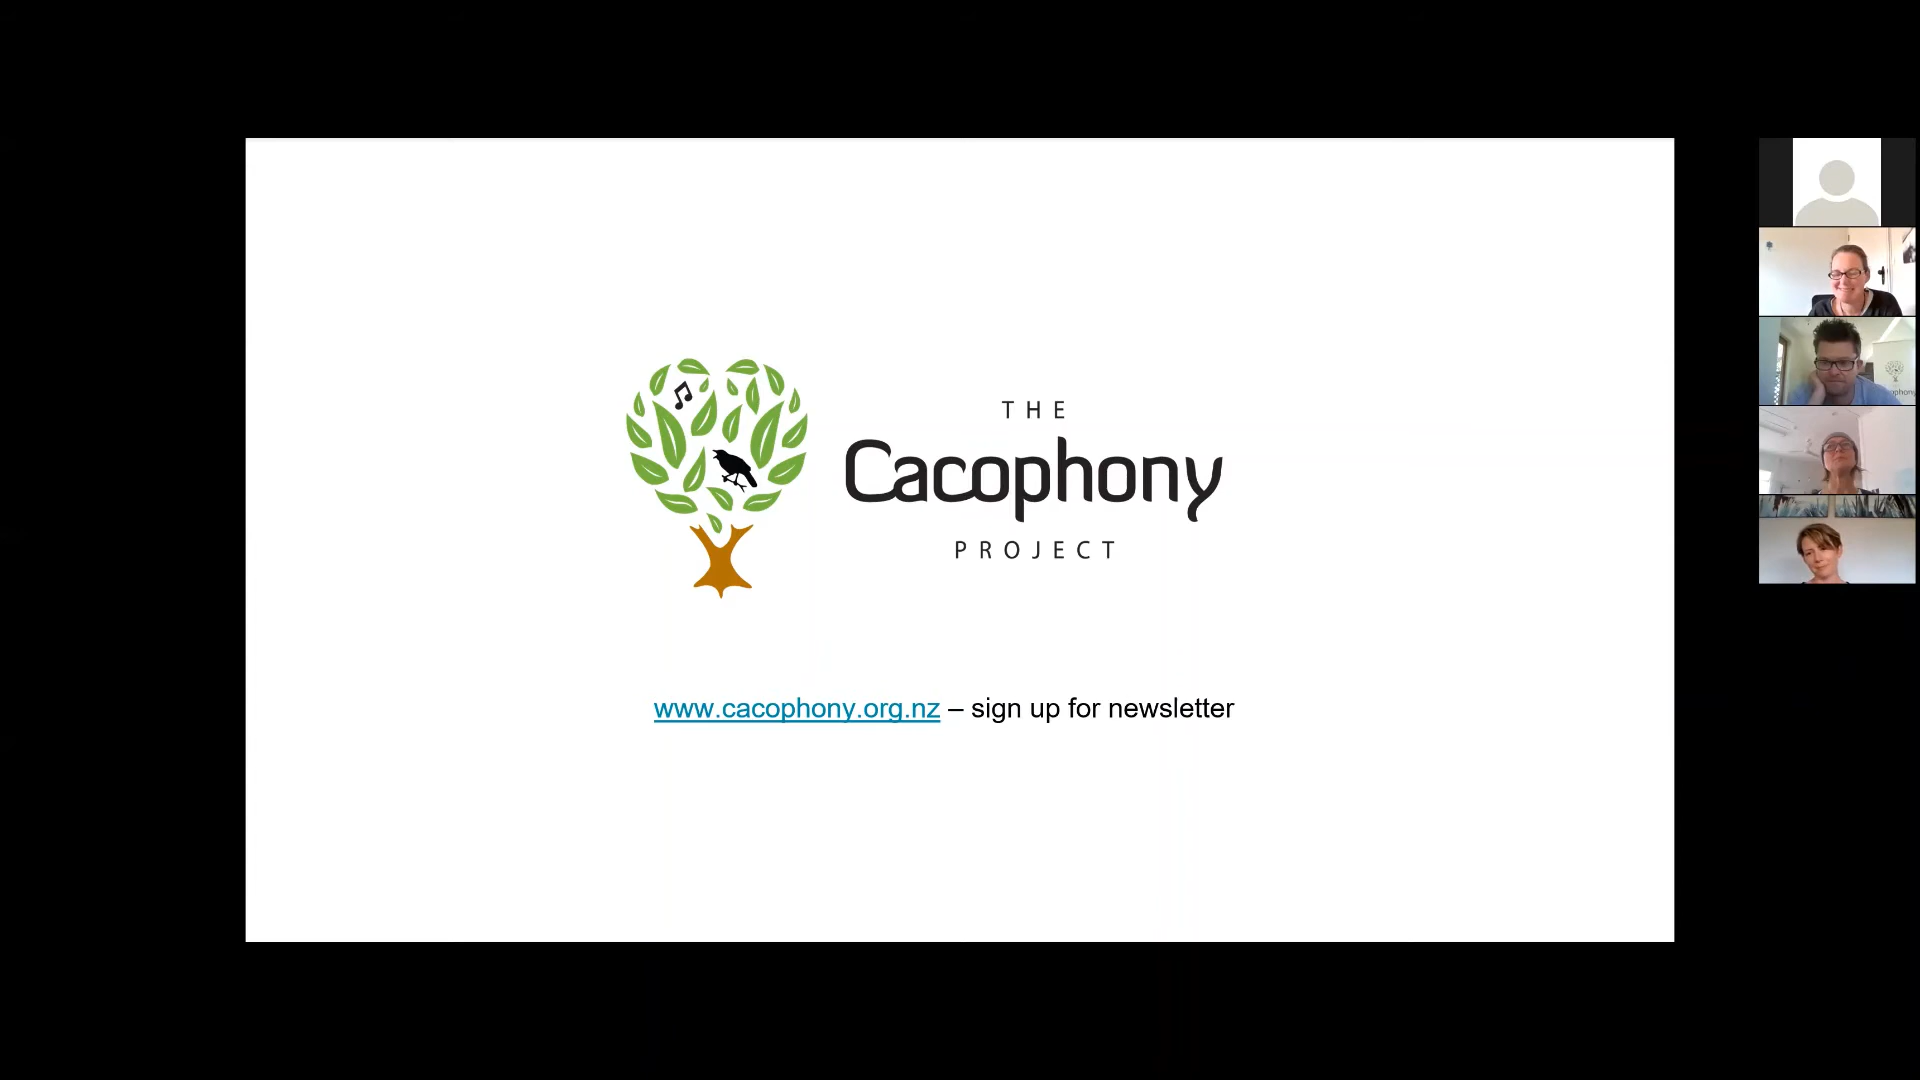 THE
Cacophony
PROJECT
www.cacophony.org.nz – sign up for newsletter